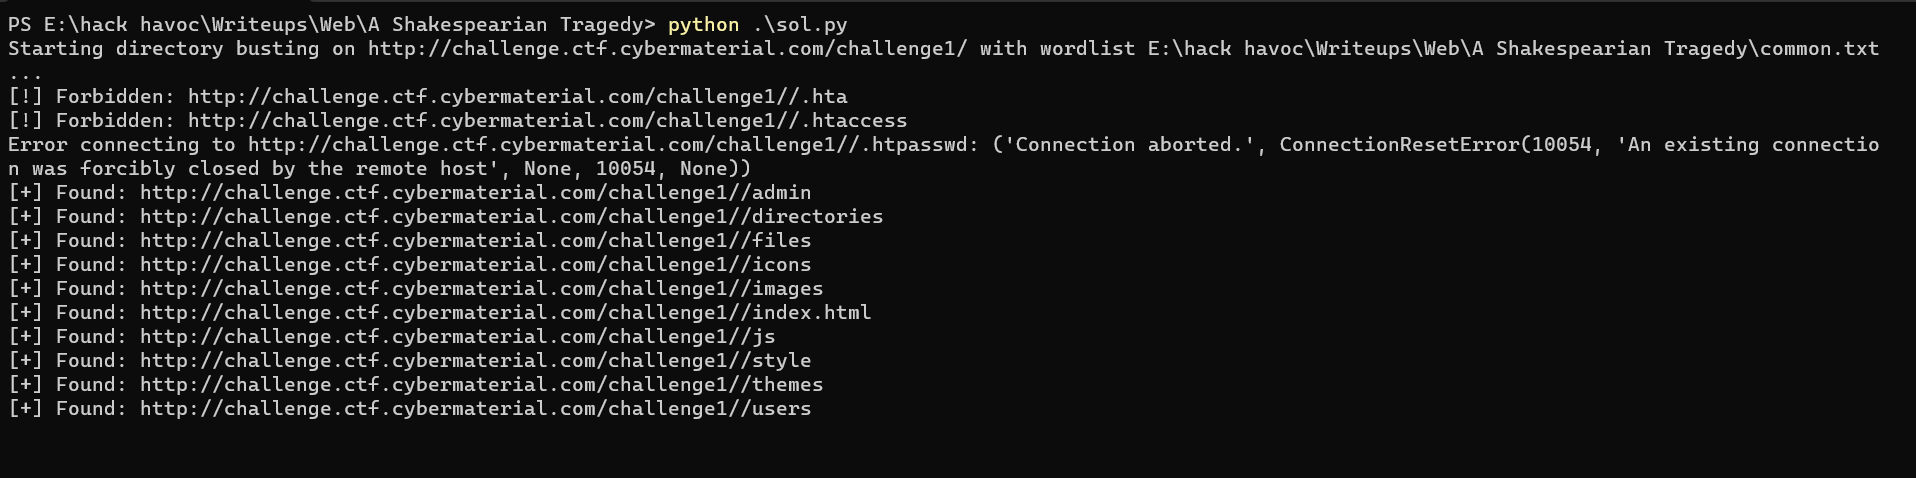 PS E:\hack havoc\Writeups\Web\A Shakespearian Tragedy> python .\sol.py
Starting directory busting on http://challenge.ctf.cybermaterial.com/challenge1/ with wordlist E:\hack havoc\Writeups\Web\A Shakespearian Tragedy\common.txt
...
[!] Forbidden: http://challenge.ctf.cybermaterial.com/challenge1//.hta
[!] Forbidden: http://challenge.ctf.cybermaterial.com/challenge1//.htaccess
Error connecting to http://challenge.ctf.cybermaterial.com/challenge1//.htpasswd: ('Connection aborted.', ConnectionResetError(10054, 'An existing connectio
n was forcibly closed by the remote host', None, 10054, None))
[+] Found: http://challenge.ctf.cybermaterial.com/challenge1//admin
[+] Found: http://challenge.ctf.cybermaterial.com/challenge1//directories
[+] Found: http://challenge.ctf.cybermaterial.com/challenge1//files
[+] Found: http://challenge.ctf.cybermaterial.com/challenge1//icons
[+] Found: http://challenge.ctf.cybermaterial.com/challenge1//images
[+] Found: http://challenge.ctf.cybermaterial.com/challenge1//index.html
[+] Found: http://challenge.ctf.cybermaterial.com/challenge1//js
[+] Found: http://challenge.ctf.cybermaterial.com/challenge1//style
[+] Found: http://challenge.ctf.cybermaterial.com/challenge1//themes
[+] Found: http://challenge.ctf.cybermaterial.com/challenge1//users